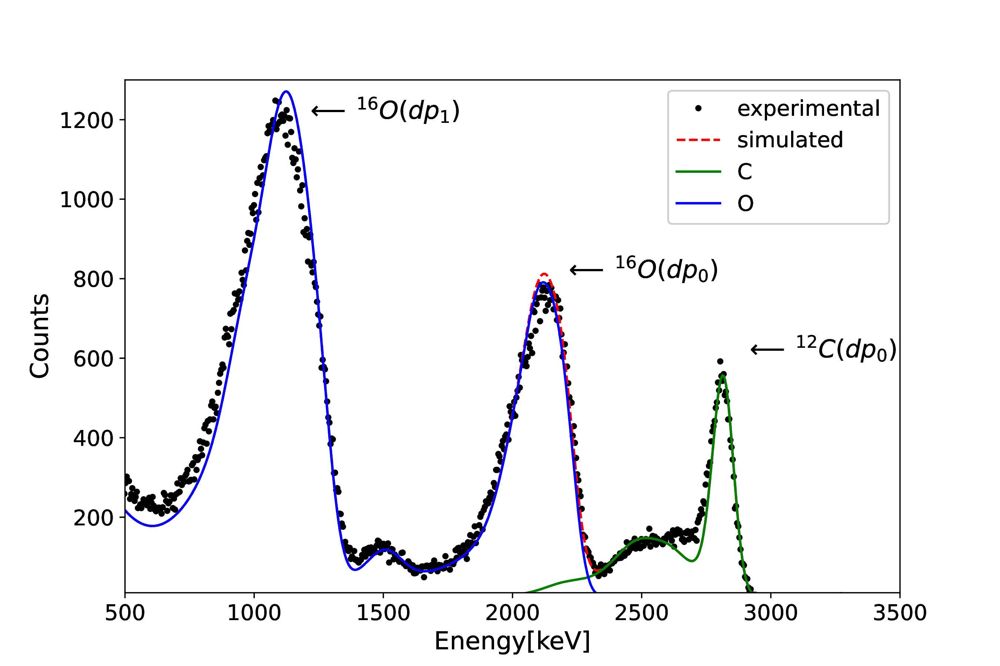 ¹⁶O(dp₁)
¹⁶O(dp₀)
¹²C(dp₀)
experimental
simulated
C
O
Counts
1200
1000
800
600
400
200
500 1000 1500 2000 2500 3000 3500
Enengy[keV]